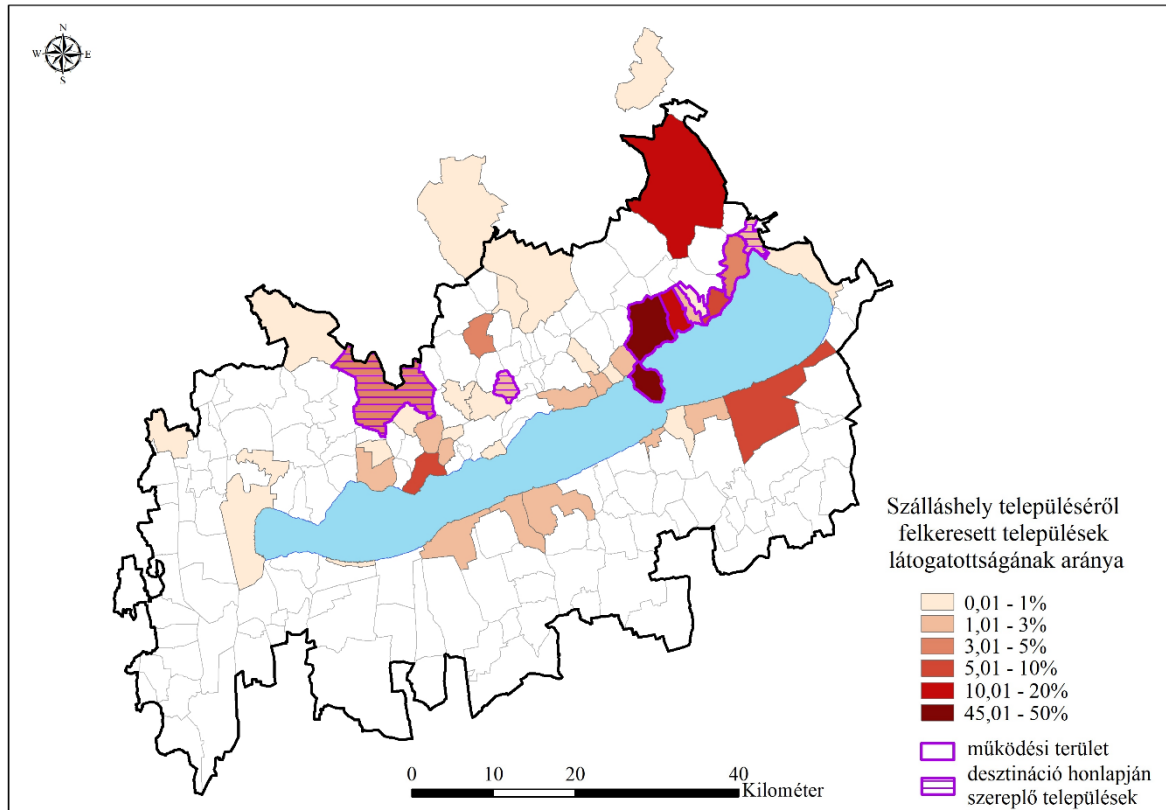 N
W E
S
Szálláshely településéről
felkeresett települések
látogatottságának aránya
0,01 - 1%
1,01 - 3%
3,01 - 5%
5,01 - 10%
10,01 - 20%
45,01 - 50%
működési terület
desztináció honlapján
szereplő települések
0 10 20 40
Kilométer